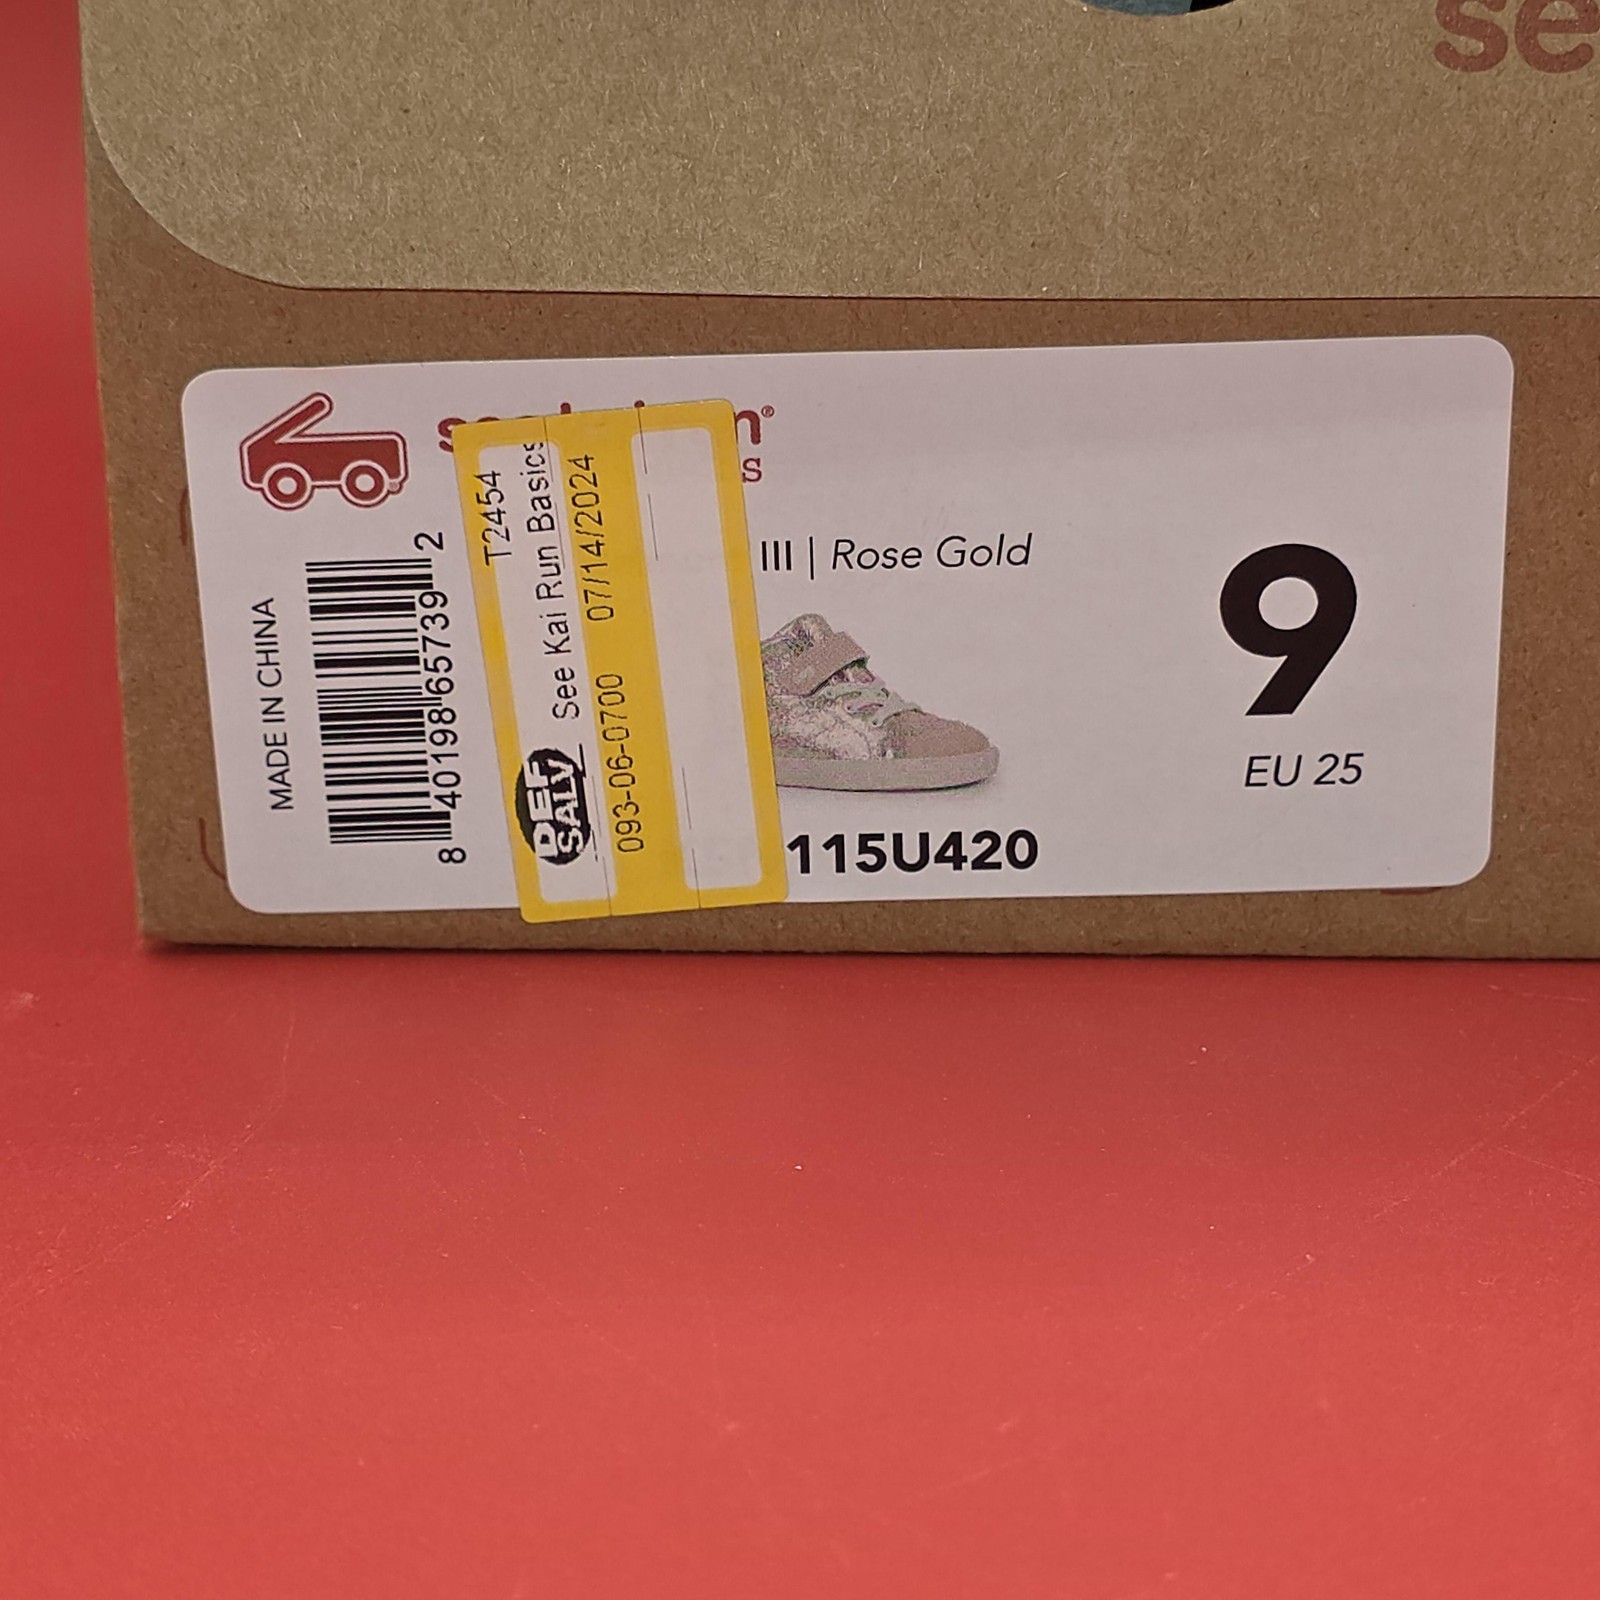 se
n®
s
III | Rose Gold
9
EU 25
115U420
MADE IN CHINA
8 40198 65739 2
T2454
See Kai Run Basics
093-06-0700 07/14/2024
DEF
SALV